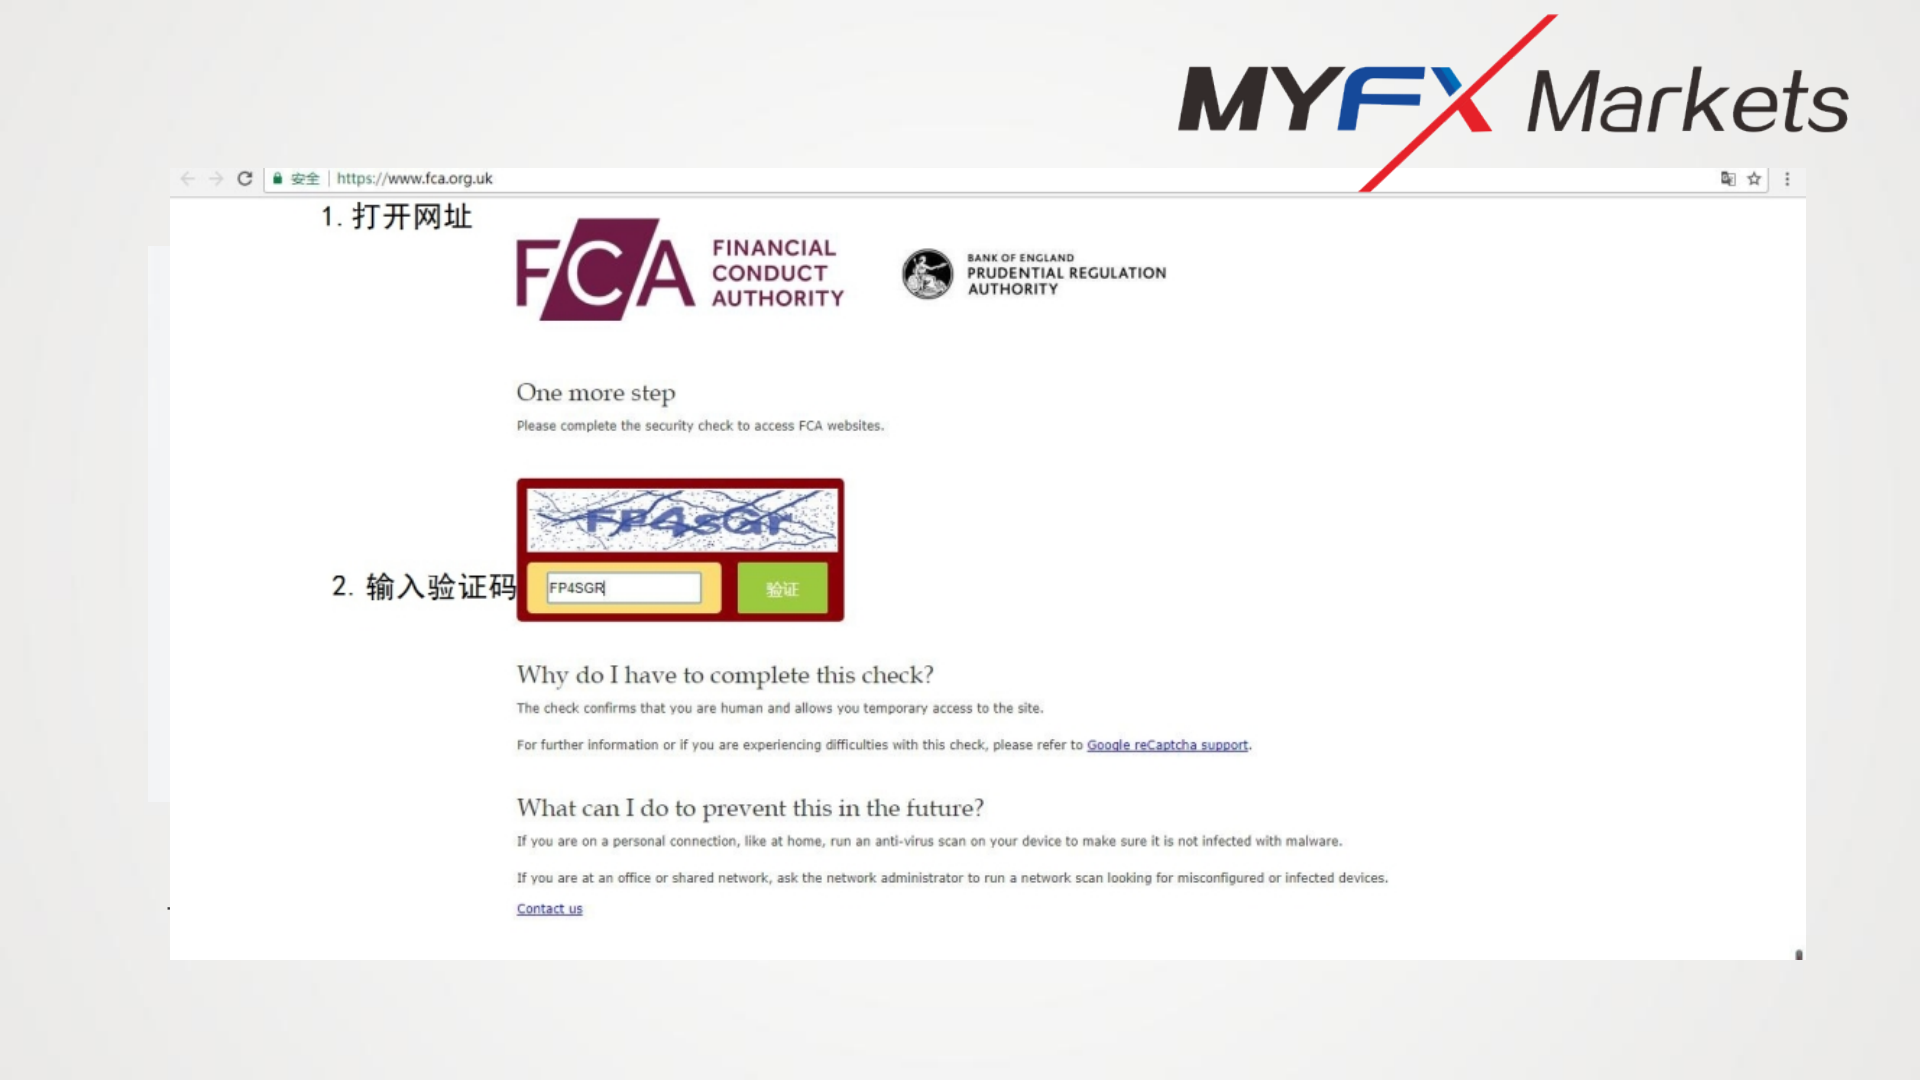 MYFX Markets
安全 https://www.fca.org.uk
1. 打开网址
FCA
FINANCIAL
CONDUCT
AUTHORITY
BANK OF ENGLAND
PRUDENTIAL REGULATION
AUTHORITY
One more step
Please complete the security check to access FCA websites.
FP4sGr
2. 输入验证码
FP4SGR
验证
Why do I have to complete this check?
The check confirms that you are human and allows you temporary access to the site.
For further information or if you are experiencing difficulties with this check, please refer to Google reCaptcha support.
What can I do to prevent this in the future?
If you are on a personal connection, like at home, run an anti-virus scan on your device to make sure it is not infected with malware.
If you are at an office or shared network, ask the network administrator to run a network scan looking for misconfigured or infected devices.
Contact us